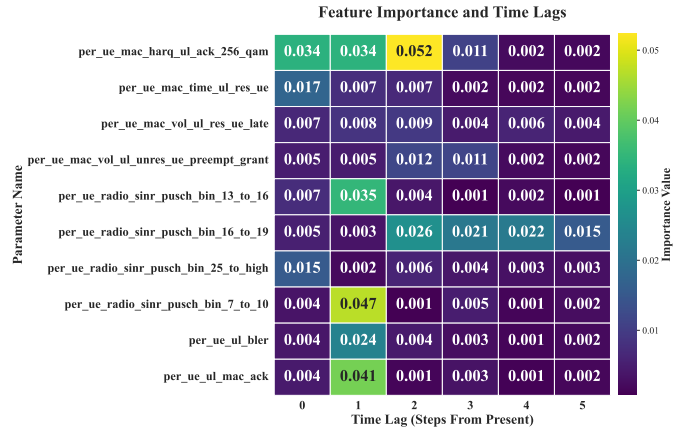 Feature Importance and Time Lags
per_ue_mac_harq_ul_ack_256_qam 0.034 0.034 0.052 0.011 0.002 0.002
per_ue_mac_time_ul_res_ue 0.017 0.007 0.007 0.002 0.002 0.002
per_ue_mac_vol_ul_res_ue_late 0.007 0.008 0.009 0.004 0.006 0.004
per_ue_mac_vol_ul_unres_ue_preempt_grant 0.005 0.005 0.012 0.011 0.002 0.002
per_ue_radio_sinr_pusch_bin_13_to_16 0.007 0.035 0.004 0.001 0.002 0.001
per_ue_radio_sinr_pusch_bin_16_to_19 0.005 0.003 0.026 0.021 0.022 0.015
per_ue_radio_sinr_pusch_bin_25_to_high 0.015 0.002 0.006 0.004 0.003 0.003
per_ue_radio_sinr_pusch_bin_7_to_10 0.004 0.047 0.001 0.005 0.001 0.002
per_ue_ul_bler 0.004 0.024 0.004 0.003 0.001 0.002
per_ue_ul_mac_ack 0.004 0.041 0.001 0.003 0.001 0.002
0 1 2 3 4 5
Time Lag (Steps From Present)
Parameter Name
0.05
0.04
0.03
0.02
0.01
Importance Value